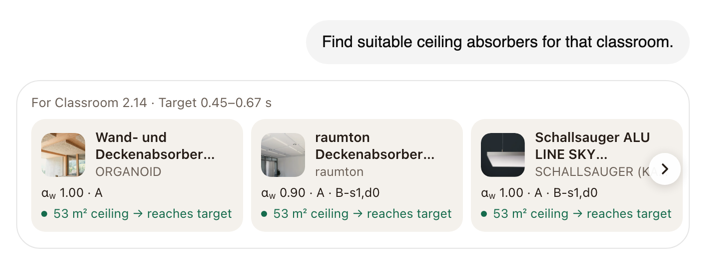 Find suitable ceiling absorbers for that classroom.
For Classroom 2.14 · Target 0.45–0.67 s
Wand- und
Deckenabsorber...
ORGANOID
αw 1.00 · A
53 m² ceiling → reaches target
raumton
Deckenabsorber...
raumton
αw 0.90 · A · B-s1,d0
53 m² ceiling → reaches target
Schallsauger ALU
LINE SKY...
SCHALLSAUGER (K
αw 1.00 · A · B-s1,d0
53 m² ceiling → reaches target